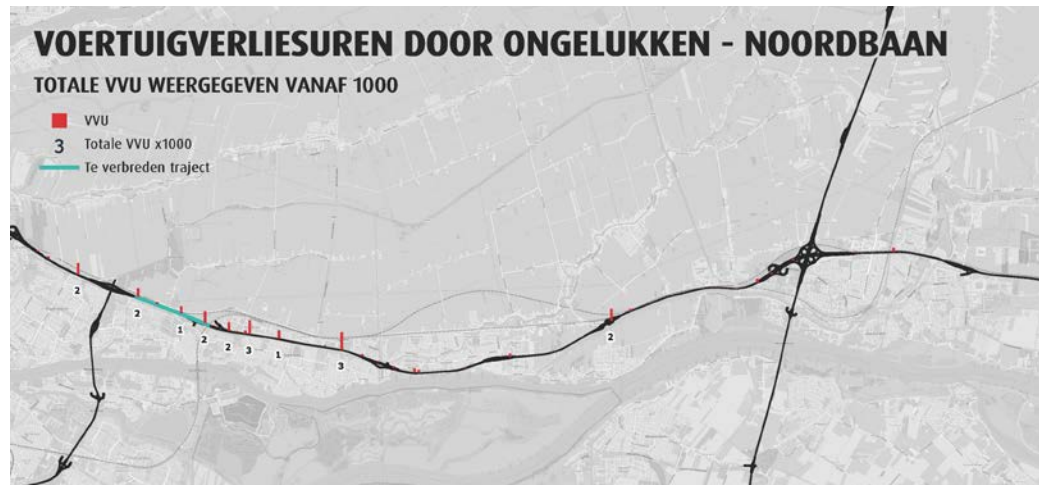 VOERTUIGVERLIESUREN DOOR ONGELUKKEN - NOORDBAAN
TOTALE VVU WEERGEGEVEN VANAF 1000
VVU
3 Totale VVU x1000
Te verbreden traject
2
2
1
2
2
3
1
3
2